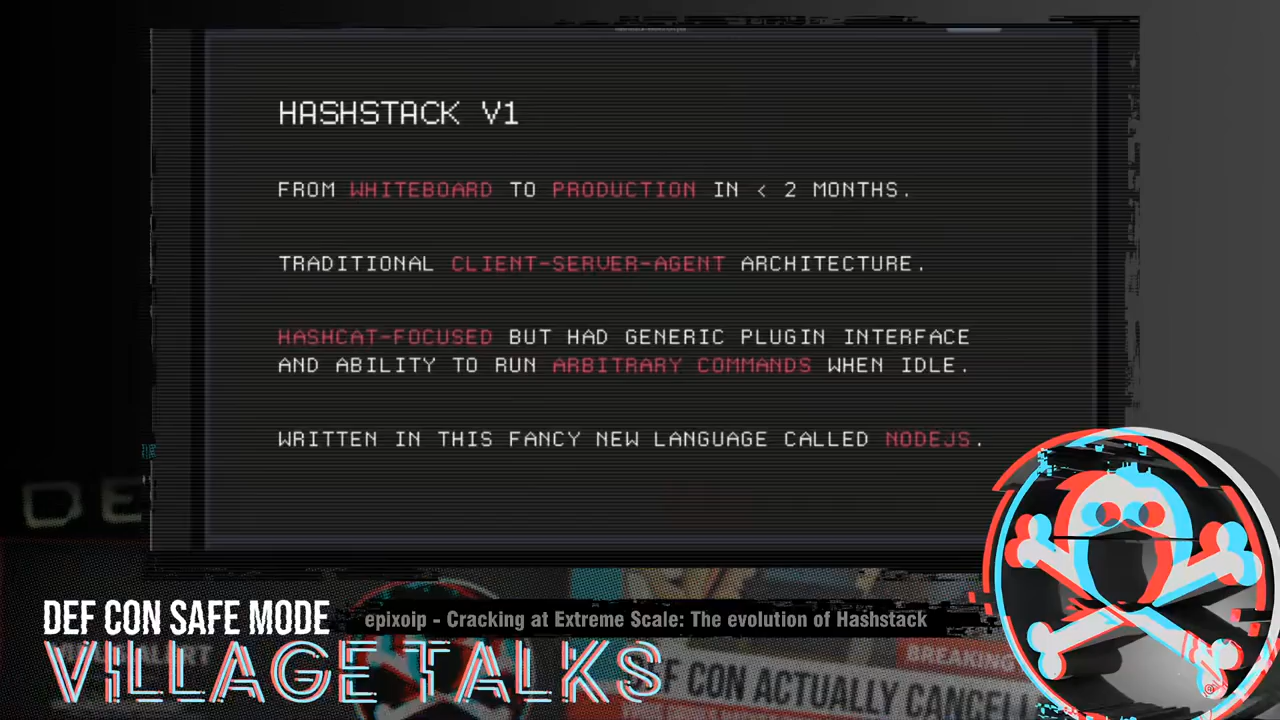 HASHSTACK V1
FROM WHITEBOARD TO PRODUCTION IN < 2 MONTHS.
TRADITIONAL CLIENT-SERVER-AGENT ARCHITECTURE.
HASHCAT-FOCUSED BUT HAD GENERIC PLUGIN INTERFACE
AND ABILITY TO RUN ARBITRARY COMMANDS WHEN IDLE.
WRITTEN IN THIS FANCY NEW LANGUAGE CALLED NODEJS.
DE
DEF CON SAFE MODE
epixoip - Cracking at Extreme Scale: The evolution of Hashstack
VILLAGE TALKS
BREAKING
DEF CON ACTUALLY CANCELL